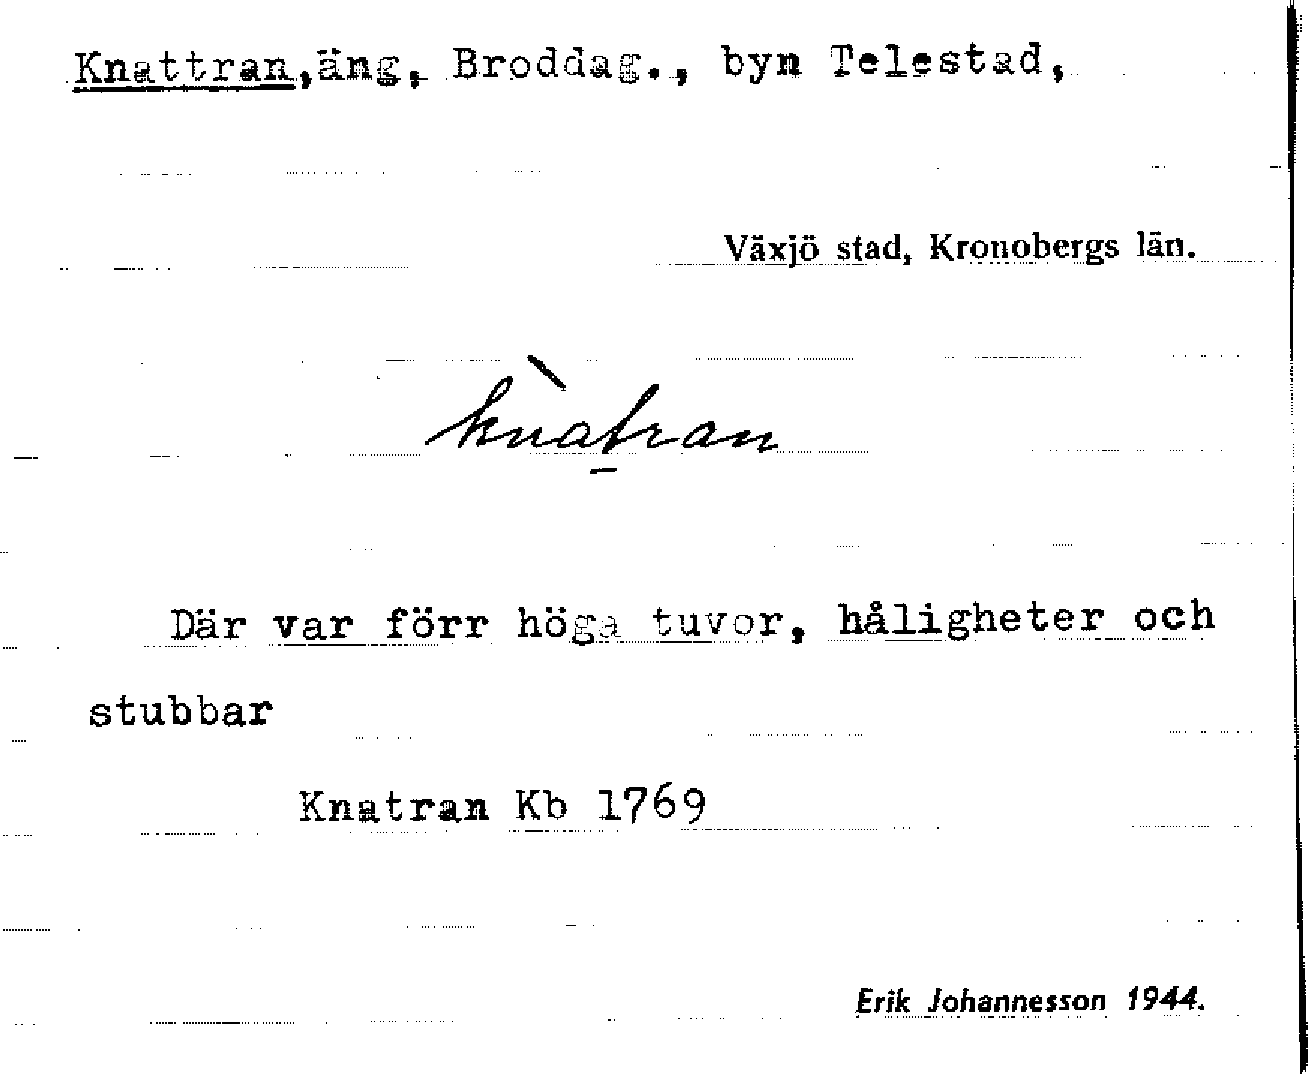 Knattran,äng, Broddag., byn Telestad,
Växjö stad, Kronobergs län.
knàtran
Där var förr höga tuvor, håligheter och
stubbar
Knatran Kb 1769
Erik Johannesson 1944.